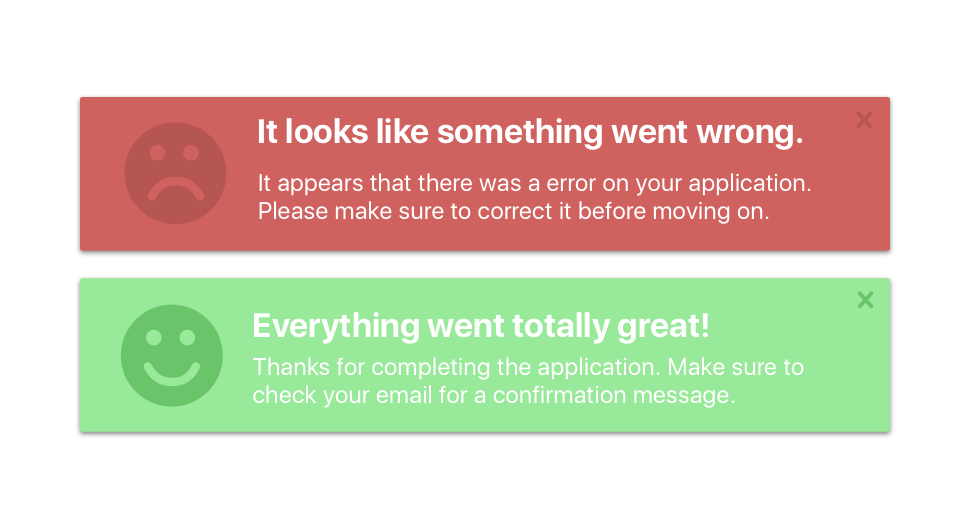 It looks like something went wrong.
It appears that there was a error on your application.
Please make sure to correct it before moving on.
Everything went totally great!
Thanks for completing the application. Make sure to
check your email for a confirmation message.